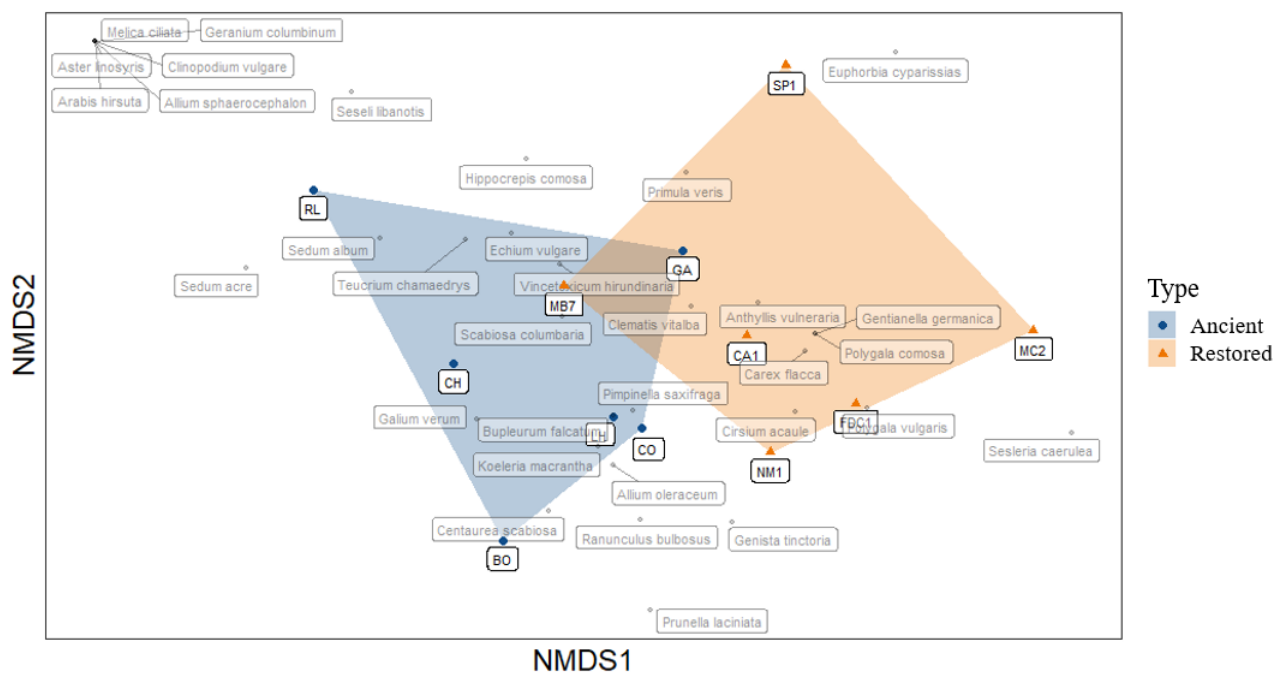 Melica ciliata
Geranium columbinum
Aster linosyris
Clinopodium vulgare
Euphorbia cyparissias
SP1
Arabis hirsuta
Allium sphaerocephalon
Seseli libanotis
Hippocrepis comosa
Primula veris
RL
Sedum album
Echium vulgare
GA
Sedum acre
Teucrium chamaedrys
Vincetoxicum hirundinaria
MB7
Clematis vitalba
Anthyllis vulneraria
Gentianella germanica
Scabiosa columbaria
CA1
Polygala comosa
MC2
Carex flacca
CH
Pimpinella saxifraga
Galium verum
Bupleurum falcatum
LH
CO
Cirsium acaule
FDC1
Polygala vulgaris
Sesleria caerulea
Koeleria macrantha
NM1
Allium oleraceum
Centaurea scabiosa
Ranunculus bulbosus
Genista tinctoria
BO
Prunella laciniata
NMDS2
NMDS1
Type
Ancient
Restored